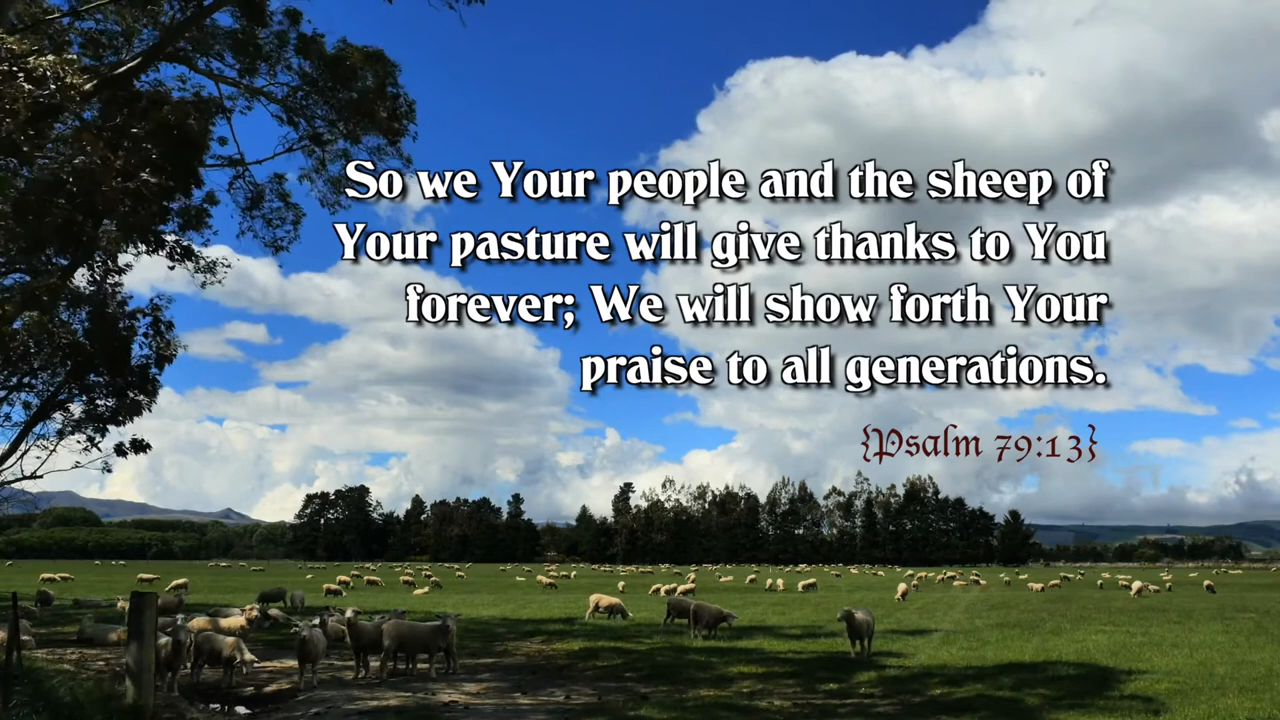 So we Your people and the sheep of
Your pasture will give thanks to You
forever; We will show forth Your
praise to all generations.
{Psalm 79:13}